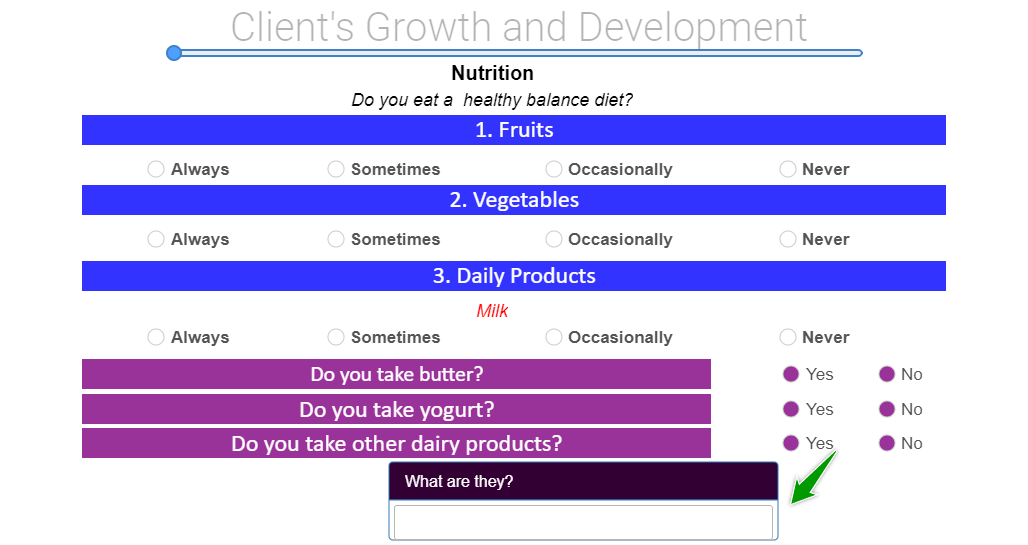 Client's Growth and Development
Nutrition
Do you eat a healthy balance diet?
1. Fruits
Always Sometimes Occasionally Never
2. Vegetables
Always Sometimes Occasionally Never
3. Daily Products
Milk
Always Sometimes Occasionally Never
Do you take butter? Yes No
Do you take yogurt? Yes No
Do you take other dairy products? Yes No
What are they?